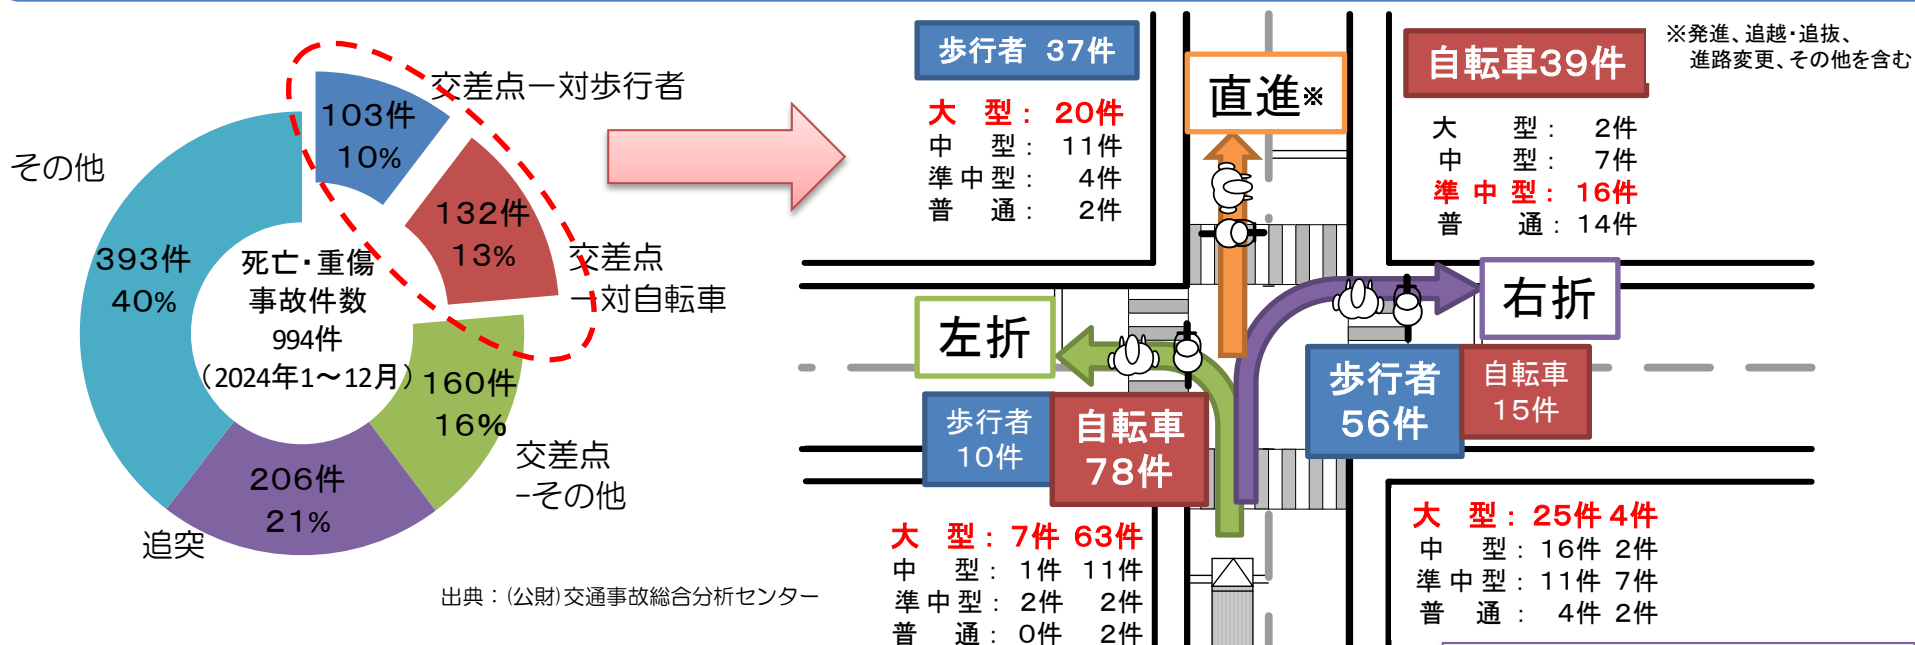 交差点－対歩行者
103件
10%
132件
13%
交差点
－対自転車
その他
393件
40%
死亡・重傷
事故件数
994件
（2024年1～12月）
160件
16%
交差点
-その他
206件
21%
追突
出典：(公財)交通事故総合分析センター
歩行者 37件
大型： 20件
中型： 11件
準中型： 4件
普通： 2件
直進※
自転車39件
※発進、追越・追抜、
進路変更、その他を含む
大型： 2件
中型： 7件
準中型： 16件
普通： 14件
左折
歩行者
10件
自転車
78件
大型： 7件 63件
中型： 1件 11件
準中型： 2件 2件
普通： 0件 2件
右折
歩行者
56件
自転車
15件
大型： 25件 4件
中型： 16件 2件
準中型： 11件 7件
普通： 4件 2件